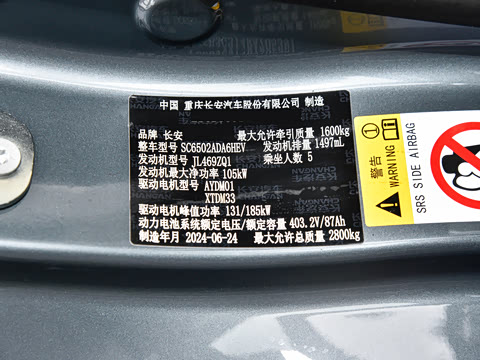 中国 重庆长安汽车股份有限公司 制造
品牌 长安 最大允许牵引质量 1600kg
整车型号 SC6502ADA6HEV 发动机排量 1497mL
发动机型号 JL469ZQ1 乘坐人数 5
发动机最大净功率 105kW
驱动电机型号 AYDM01
XTDM33
驱动电机峰值功率 131/185kW
动力电池系统额定电压/额定容量 403.2V/87Ah
制造年月 2024-06-24 最大允许总质量 2800kg
警告
WARNING
SRS SIDE AIRBAG